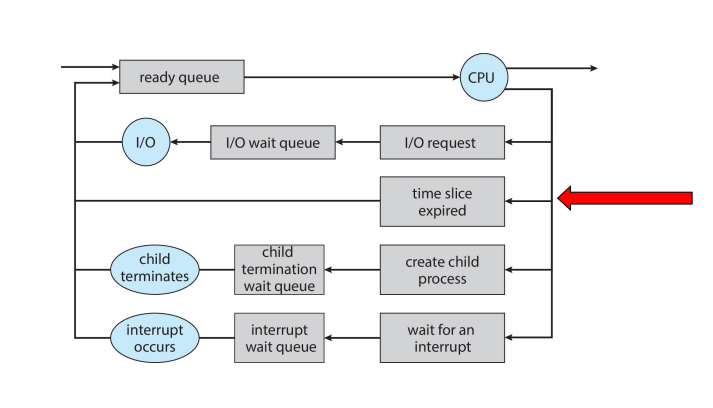 ready queue
CPU
I/O
I/O wait queue
I/O request
time slice
expired
child
terminates
child
termination
wait queue
create child
process
interrupt
occurs
interrupt
wait queue
wait for an
interrupt